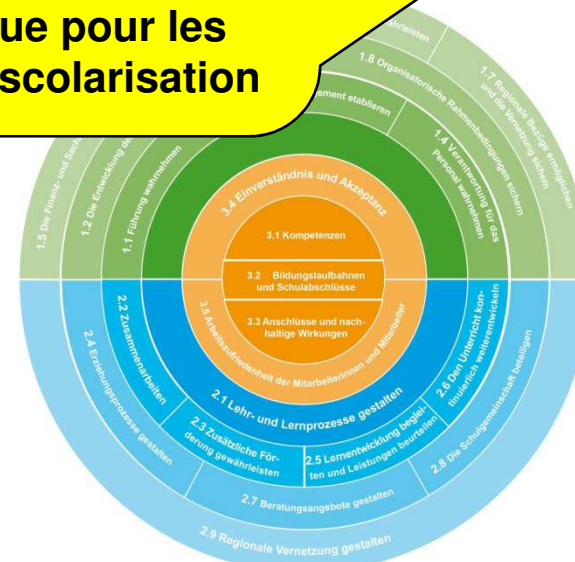 ue pour les
scolarisation
1.8 Organisatorische Rahmenbedingungen sichern
1.7 Regionale Bezüge ermöglichen
und die Vernetzung sichern
ement etablieren
1.4 Verantwortung für das
Personal wahrnehmen
1.5 Die Finanz- und Sach
1.2 Die Entwicklung de
1.1 Führung wahrnehmen
3.4 Einverständnis und Akzeptanz
3.1 Kompetenzen
3.2 Bildungslaufbahnen
und Schulabschlüsse
3.3 Anschlüsse und nach-
haltige Wirkungen
3.5 Arbeitszufriedenheit der Mitarbeiterinnen und Mitarbeiter
2.1 Lehr- und Lernprozesse gestalten
2.2 Zusammenarbeiten
2.4 Erziehungsprozesse gestalten
2.3 Zusätzliche För-
derung gewährleisten
2.5 Lernentwicklung beglei-
ten und Leistungen beurteilen
2.6 Den Unterricht kon-
tinuierlich weiterentwickeln
2.8 Die Schulgemeinschaft beteiligen
2.7 Beratungsangebote gestalten
2.9 Regionale Vernetzung gestalten